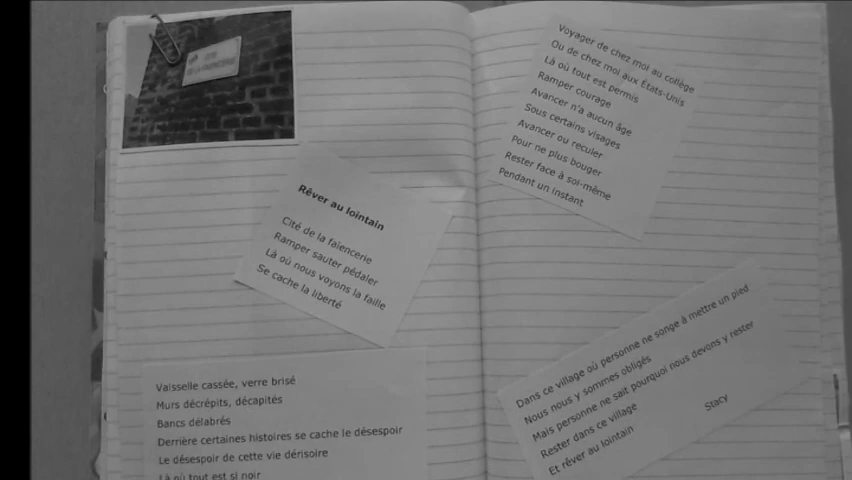 CITÉ
DE LA FAIENCERIE
Rêver au lointain
Cité de la faïencerie
Ramper sauter pédaler
Là où nous voyons la faille
Se cache la liberté
Vaisselle cassée, verre brisé
Murs décrépits, décapités
Bancs délabrés
Derrière certaines histoires se cache le désespoir
Le désespoir de cette vie dérisoire
Là où tout est si noir
Voyager de chez moi au collège
Ou de chez moi aux États-Unis
Là où tout est permis
Ramper courage
Avancer n'a aucun âge
Sous certains visages
Avancer ou reculer
Pour ne plus bouger
Rester face à soi-même
Pendant un instant
Dans ce village où personne ne songe à mettre un pied
Nous nous y sommes obligés
Mais personne ne sait pourquoi nous devons y rester
Rester dans ce village
Et rêver au lointain
Stacy